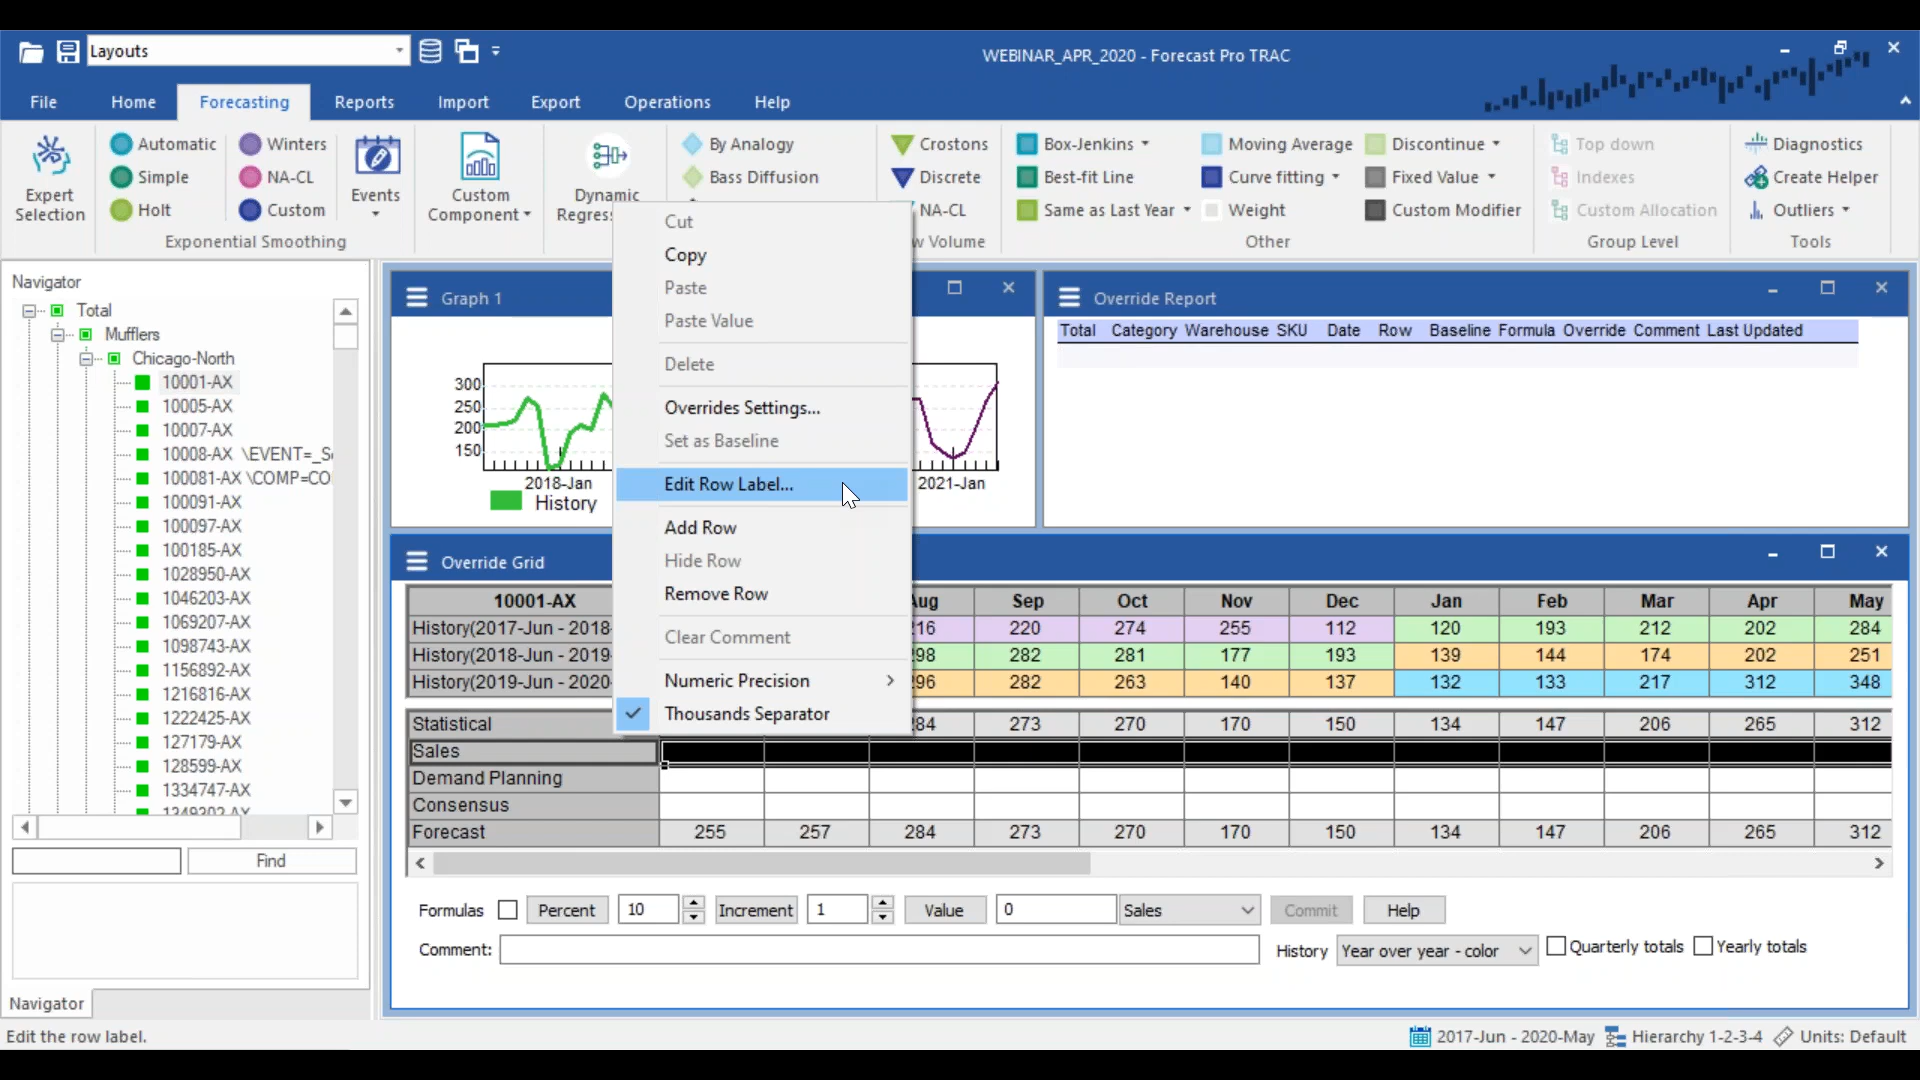 Layouts
WEBINAR_APR_2020 - Forecast Pro TRAC
File Home Forecasting Reports Import Export Operations Help
Expert Selection
Automatic
Simple
Holt
Winters
NA-CL
Custom
Exponential Smoothing
Events
Custom Component
Dynamic
Regress
By Analogy
Bass Diffusion
Crostons
Discrete
NA-CL
w Volume
Box-Jenkins
Best-fit Line
Same as Last Year
Moving Average
Curve fitting
Weight
Discontinue
Fixed Value
Custom Modifier
Other
Top down
Indexes
Custom Allocation
Group Level
Diagnostics
Create Helper
Outliers
Tools
Navigator
Total
Mufflers
Chicago-North
10001-AX
10005-AX
10007-AX
10008-AX \EVENT=_S
100081-AX \COMP=CO
100091-AX
100097-AX
100185-AX
1028950-AX
1046203-AX
1069207-AX
1098743-AX
1156892-AX
1216816-AX
1222425-AX
127179-AX
128599-AX
1334747-AX
1349302-AX
Find
Navigator
Graph 1
300
250
200
150
2018-Jan
2021-Jan
History
Cut
Copy
Paste
Paste Value
Delete
Overrides Settings...
Set as Baseline
Edit Row Label...
Add Row
Hide Row
Remove Row
Clear Comment
Numeric Precision
Thousands Separator
Override Report
Total Category Warehouse SKU Date Row Baseline Formula Override Comment Last Updated
Override Grid
10001-AX Aug Sep Oct Nov Dec Jan Feb Mar Apr May
History(2017-Jun - 2018- 216 220 274 255 112 120 193 212 202 284
History(2018-Jun - 2019- 298 282 281 177 193 139 144 174 202 251
History(2019-Jun - 2020- 296 282 263 140 137 132 133 217 312 348
Statistical 284 273 270 170 150 134 147 206 265 312
Sales
Demand Planning
Consensus
Forecast 255 257 284 273 270 170 150 134 147 206 265 312
Formulas Percent 10 Increment 1 Value 0 Sales Commit Help
Comment: History Year over year - color Quarterly totals Yearly totals
Edit the row label. 2017-Jun - 2020-May Hierarchy 1-2-3-4 Units: Default